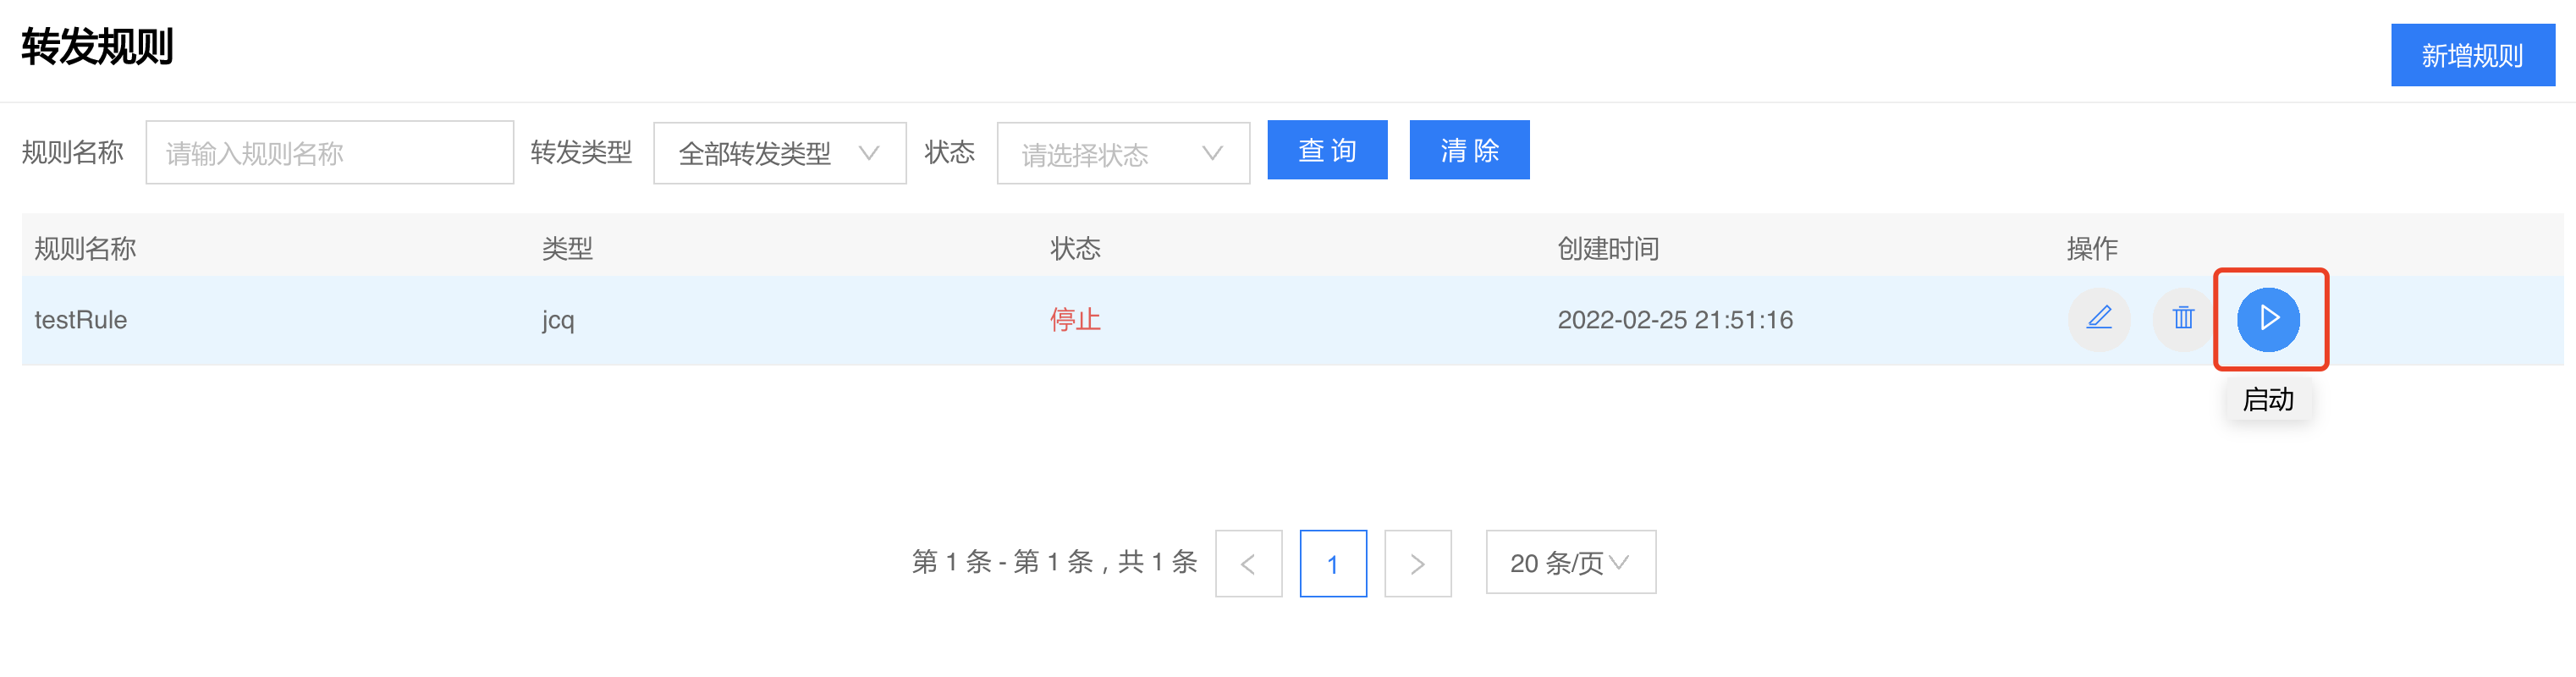 转发规则
新增规则
规则名称 请输入规则名称 转发类型 全部转发类型 状态 请选择状态 查 询 清 除
规则名称 类型 状态 创建时间 操作
testRule jcq 停止 2022-02-25 21:51:16
启动
第 1 条 - 第 1 条，共 1 条 1 20 条/页